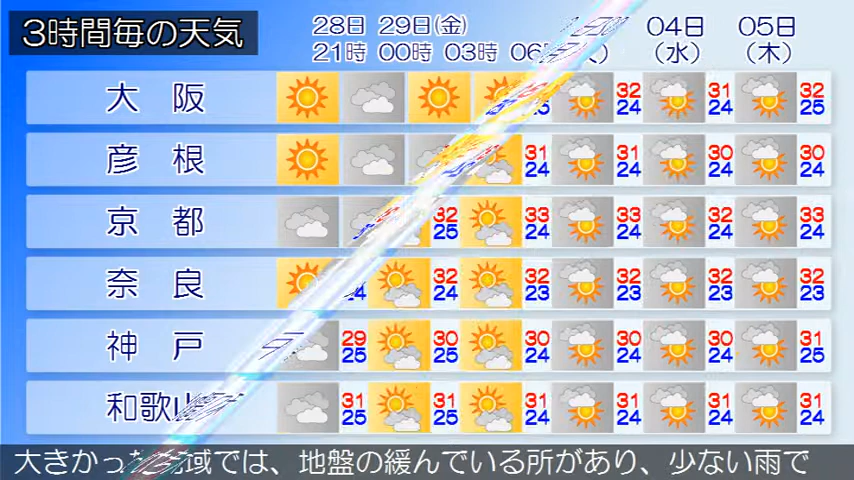 3時間毎の天気
28日 29日(金) 04日 05日
21時 00時 03時 (水) (木)
大阪 32 24 31 24 32 25
彦根 31 24 31 24 30 24 30 24
京都 32 25 33 24 33 24 32 24 33 24
奈良 32 24 32 23 32 23 32 23 32 23
神戸 29 25 30 25 30 24 30 24 30 24 31 25
和歌山 31 25 31 25 31 24 31 24 31 24 31 24
大きかった地域では、地盤の緩んでいる所があり、少ない雨で